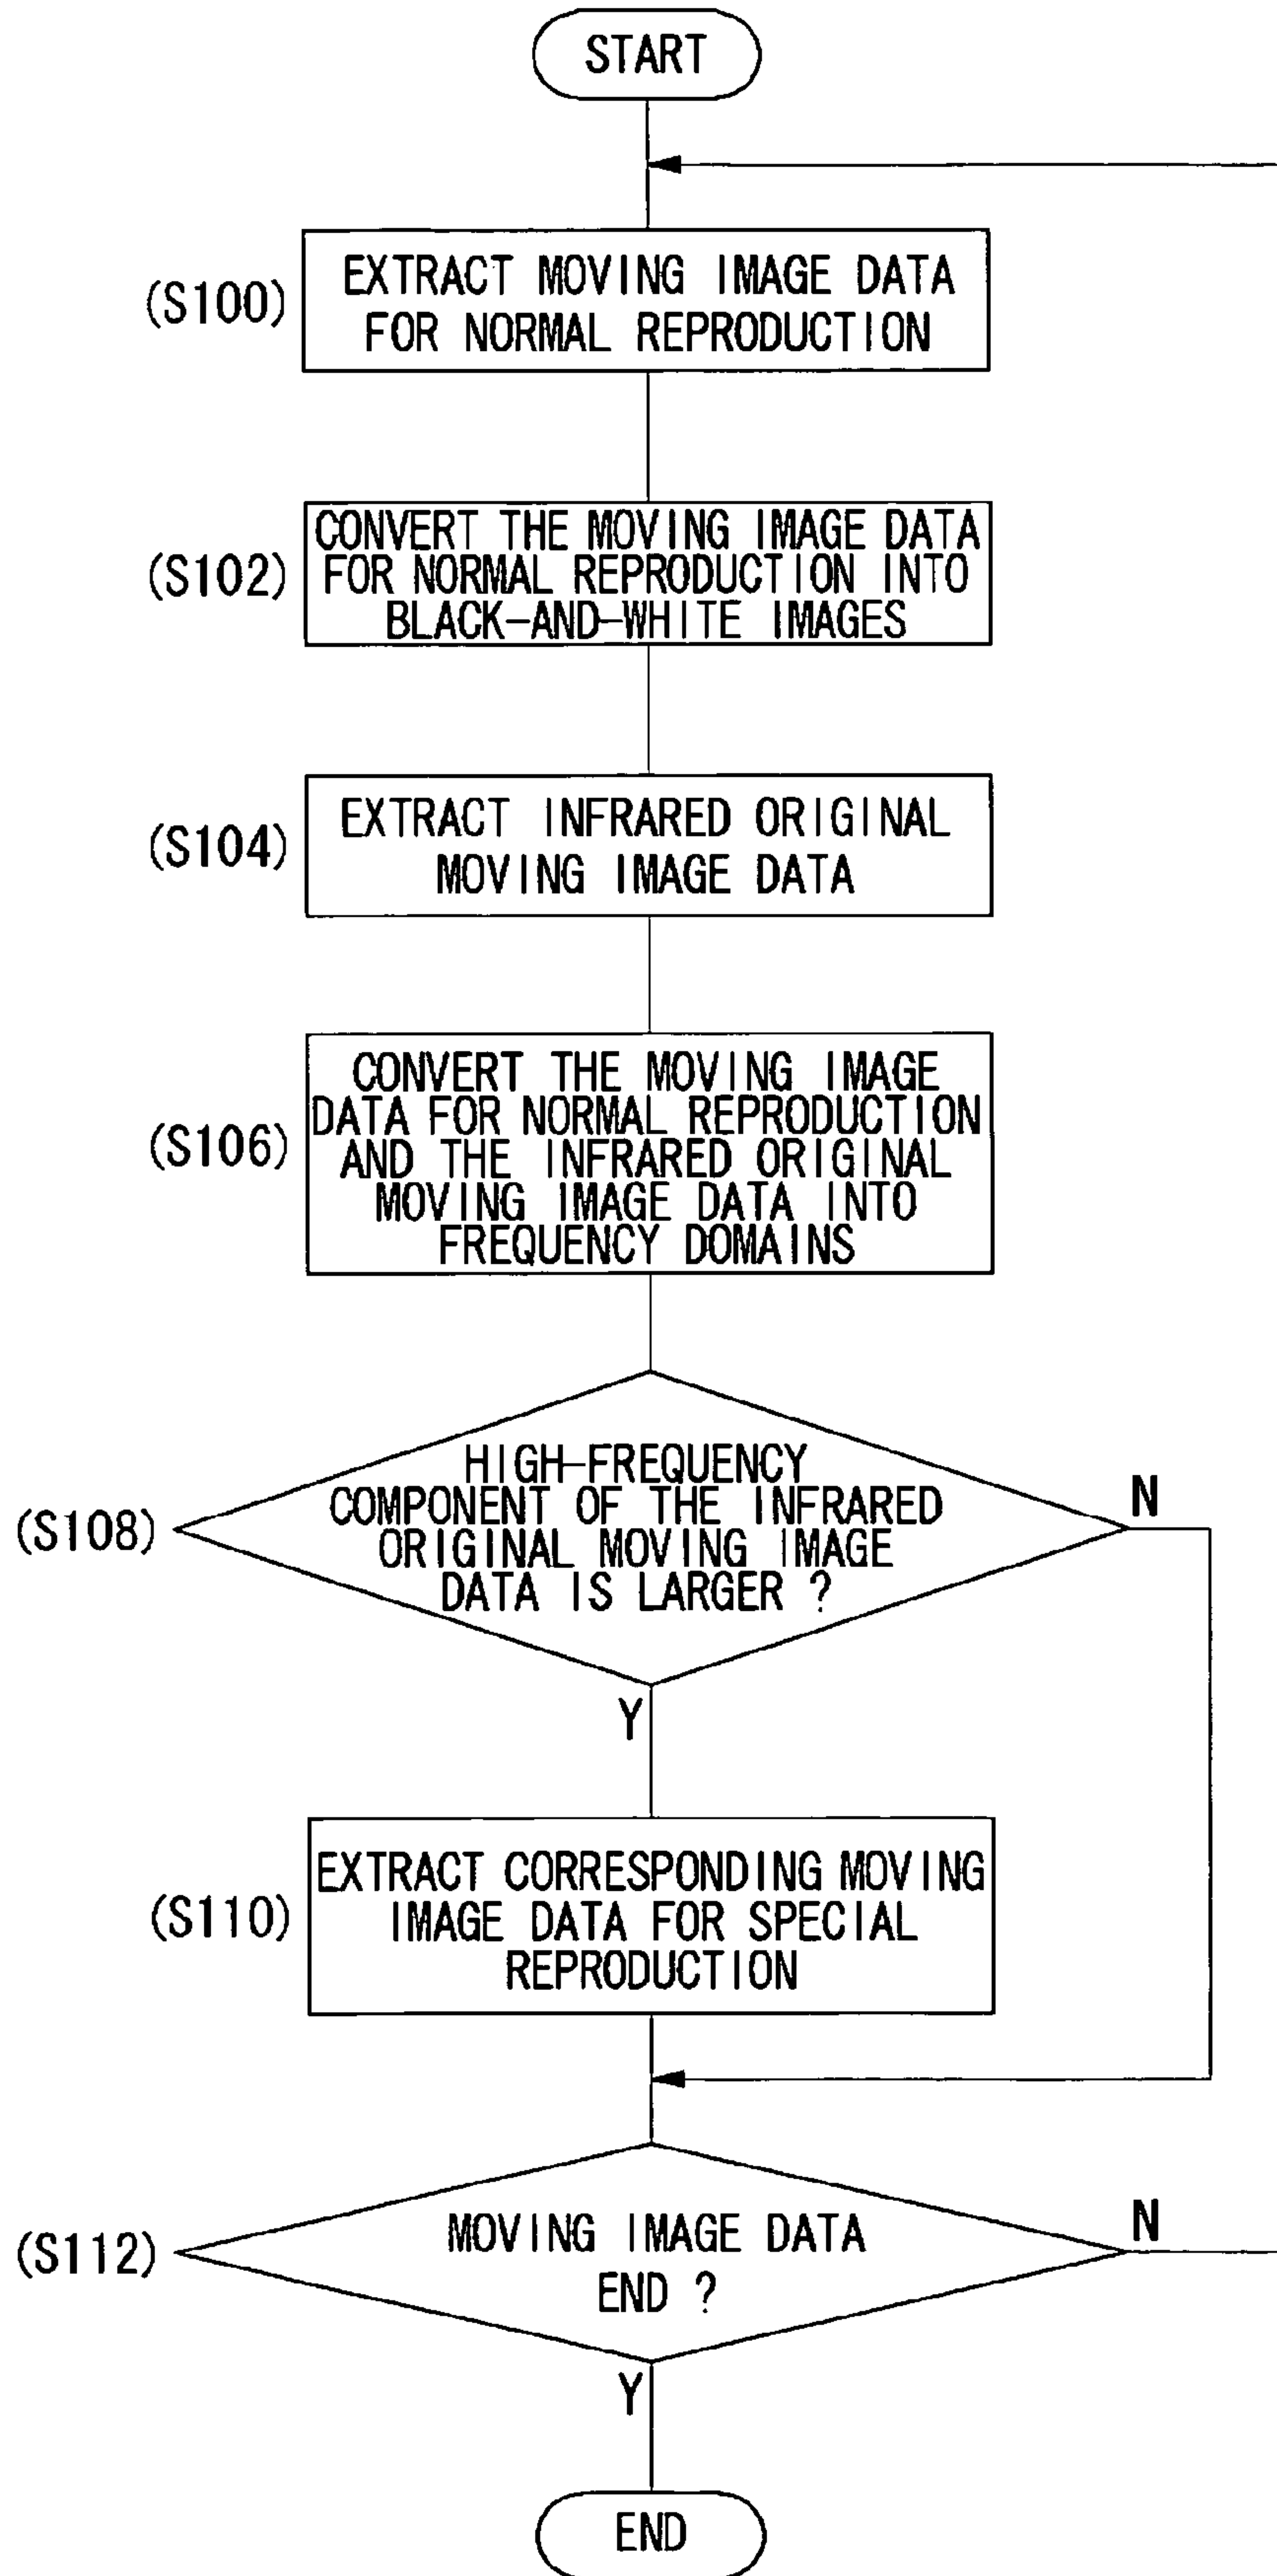 START
(S100)
EXTRACT MOVING IMAGE DATA
FOR NORMAL REPRODUCTION
(S102)
CONVERT THE MOVING IMAGE DATA
FOR NORMAL REPRODUCTION INTO
BLACK-AND-WHITE IMAGES
(S104)
EXTRACT INFRARED ORIGINAL
MOVING IMAGE DATA
(S106)
CONVERT THE MOVING IMAGE
DATA FOR NORMAL REPRODUCTION
AND THE INFRARED ORIGINAL
MOVING IMAGE DATA INTO
FREQUENCY DOMAINS
(S108)
HIGH-FREQUENCY
COMPONENT OF THE INFRARED
ORIGINAL MOVING IMAGE
DATA IS LARGER ?
N
Y
(S110)
EXTRACT CORRESPONDING MOVING
IMAGE DATA FOR SPECIAL
REPRODUCTION
(S112)
MOVING IMAGE DATA
END ?
N
Y
END